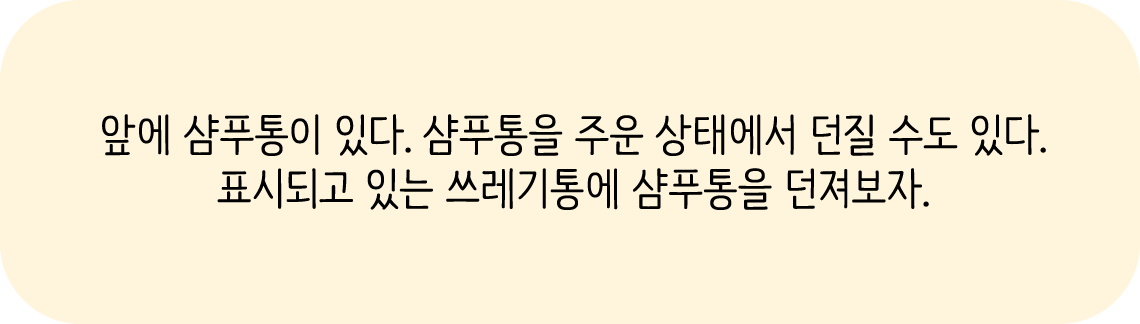 앞에 샴푸통이 있다. 샴푸통을 주운 상태에서 던질 수도 있다.
표시되고 있는 쓰레기통에 샴푸통을 던져보자.